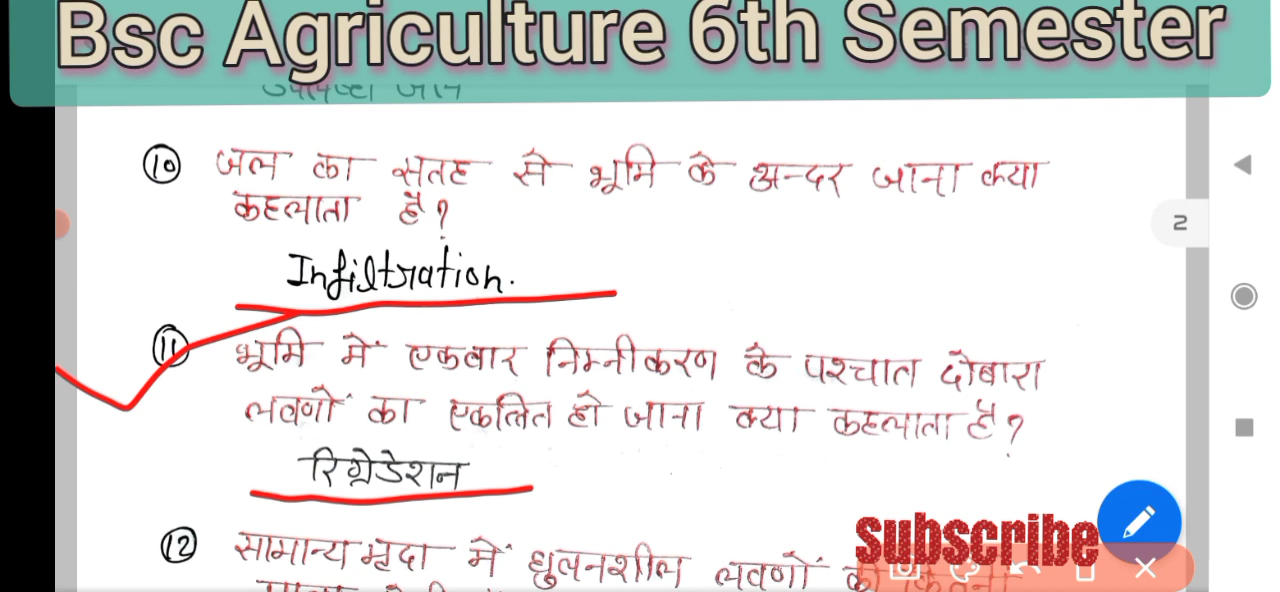 Bsc Agriculture 6th Semester
10 जल का सतह से भूमि के अन्दर जाना क्या
कहलाता है?
2
Infiltration.
11 भूमि में एकबार निम्नीकरण के पश्चात दोबारा
लवणों का एकत्रित हो जाना क्या कहलाता है?
रिग्रेडेशन
subscribe
12 सामान्य मृदा में घुलनशील लवणों